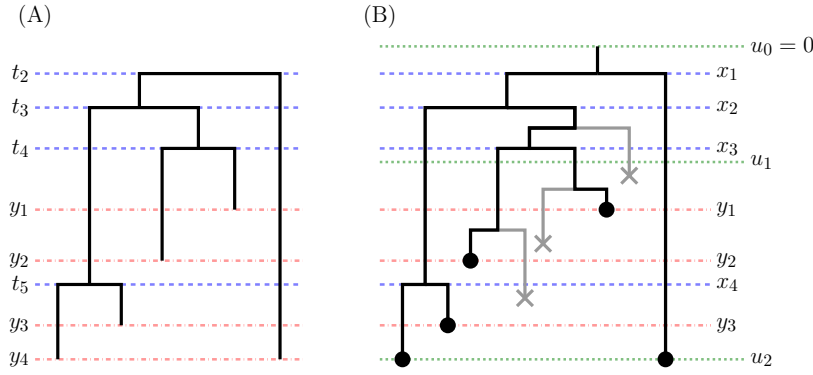 (A)
t₂
t₃
t₄
y₁
y₂
t₅
y₃
y₄
(B)
u₀ = 0
x₁
x₂
x₃
u₁
y₁
y₂
x₄
y₃
u₂